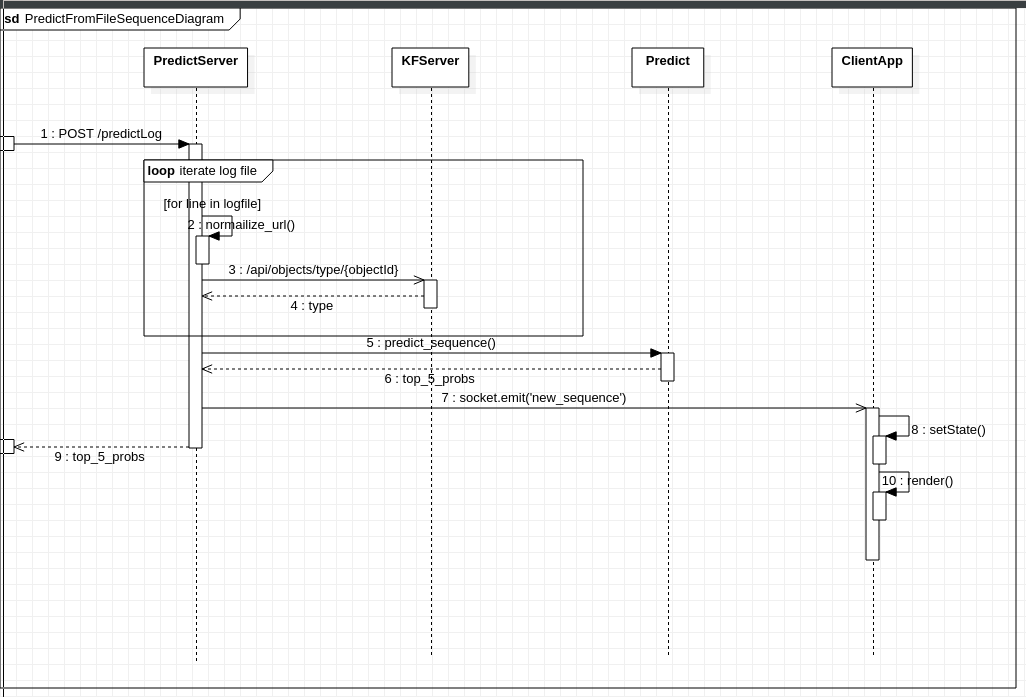 sd PredictFromFileSequenceDiagram
PredictServer
KFServer
Predict
ClientApp
1 : POST /predictLog
loop iterate log file
[for line in logfile]
2 : normailize_url()
3 : /api/objects/type/{objectId}
4 : type
5 : predict_sequence()
6 : top_5_probs
7 : socket.emit('new_sequence')
8 : setState()
9 : top_5_probs
10 : render()